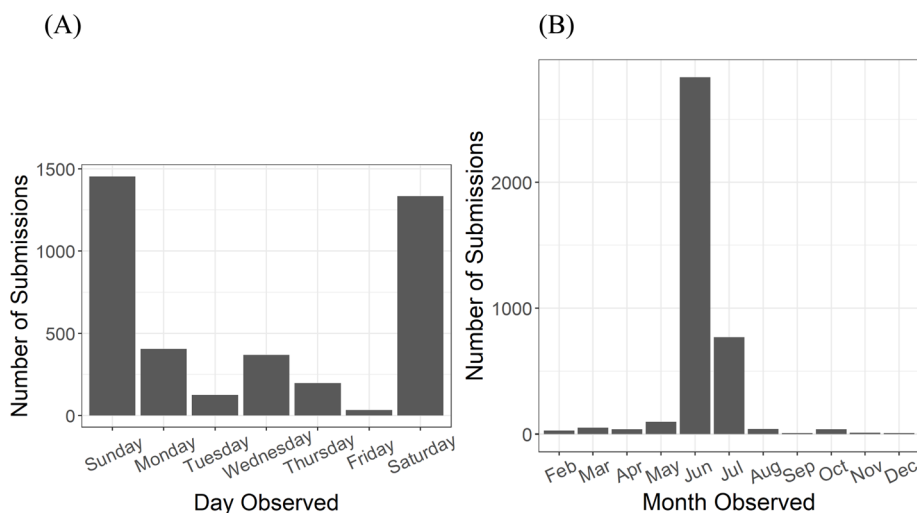 (A)
Number of Submissions
1500
1000
500
0
Sunday
Monday
Tuesday
Wednesday
Thursday
Friday
Saturday
Day Observed
(B)
Number of Submissions
2000
1000
0
Feb
Mar
Apr
May
Jun
Jul
Aug
Sep
Oct
Nov
Dec
Month Observed